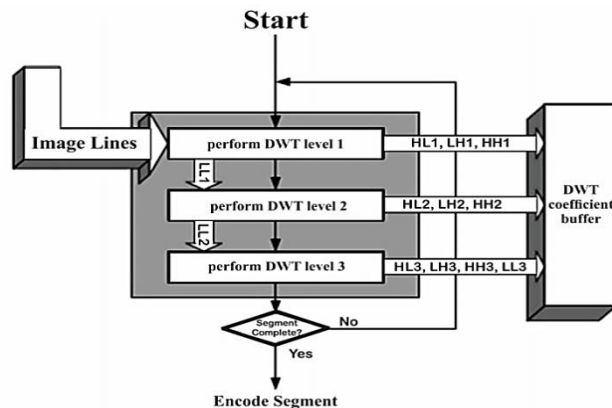 Start
Image Lines
perform DWT level 1
HL1, LH1, HH1
LL1
perform DWT level 2
HL2, LH2, HH2
LL2
perform DWT level 3
HL3, LH3, HH3, LL3
DWT
coefficient
buffer
Segment
Complete?
No
Yes
Encode Segment